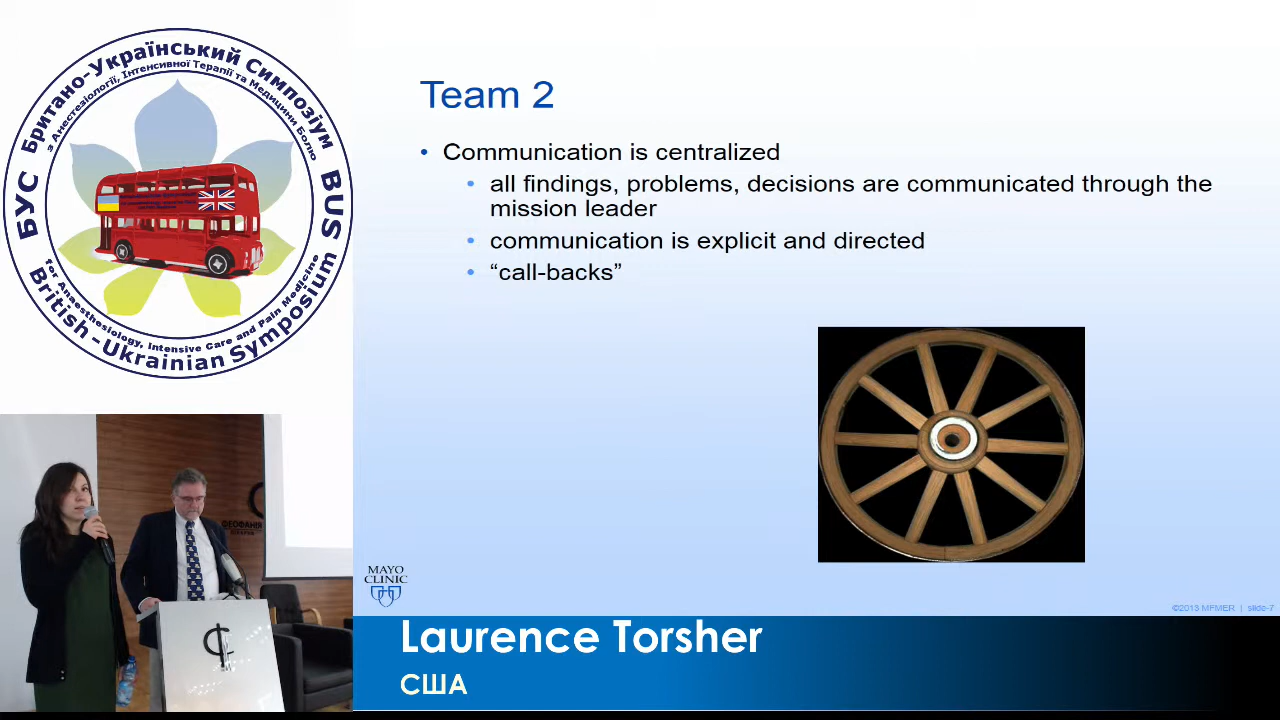 Британо-Український Симпозіум
з Анестезіології, Інтенсивної Терапії та Медицини Болю
БУС
BUS
for Anaesthesiology, Intensive Care and Pain Medicine
British-Ukrainian Symposium
Team 2
• Communication is centralized
• all findings, problems, decisions are communicated through the
mission leader
• communication is explicit and directed
• “call-backs”
ФЕОФАНІЯ
MAYO
CLINIC
©2013 MFMER | slide-7
Laurence Torsher
США